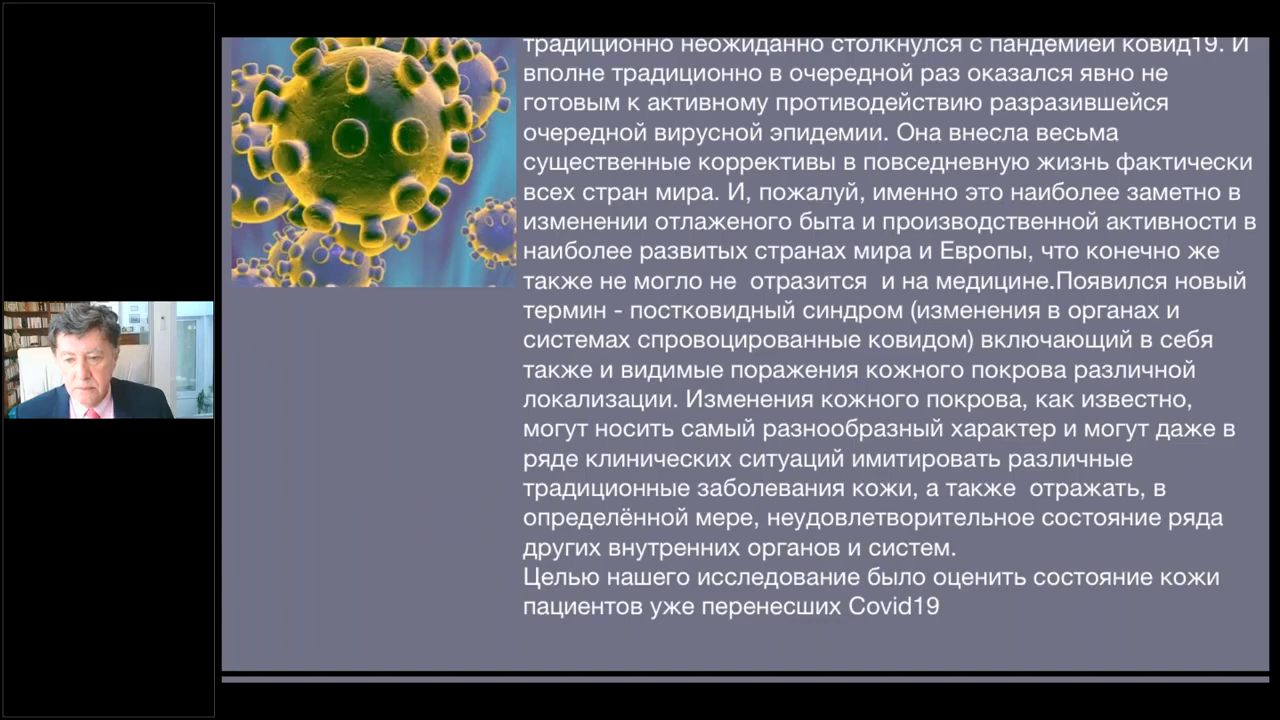 традиционно неожиданно столкнулся с пандемией ковид19. И
вполне традиционно в очередной раз оказался явно не
готовым к активному противодействию разразившейся
очередной вирусной эпидемии. Она внесла весьма
существенные коррективы в повседневную жизнь фактически
всех стран мира. И, пожалуй, именно это наиболее заметно в
изменении отлаженого быта и производственной активности в
наиболее развитых странах мира и Европы, что конечно же
также не могло не  отразится  и на медицине.Появился новый
термин - постковидный синдром (изменения в органах и
системах спровоцированные ковидом) включающий в себя
также и видимые поражения кожного покрова различной
локализации. Изменения кожного покрова, как известно,
могут носить самый разнообразный характер и могут даже в
ряде клинических ситуаций имитировать различные
традиционные заболевания кожи, а также  отражать, в
определённой мере, неудовлетворительное состояние ряда
других внутренних органов и систем.
Целью нашего исследование было оценить состояние кожи
пациентов уже перенесших Covid19